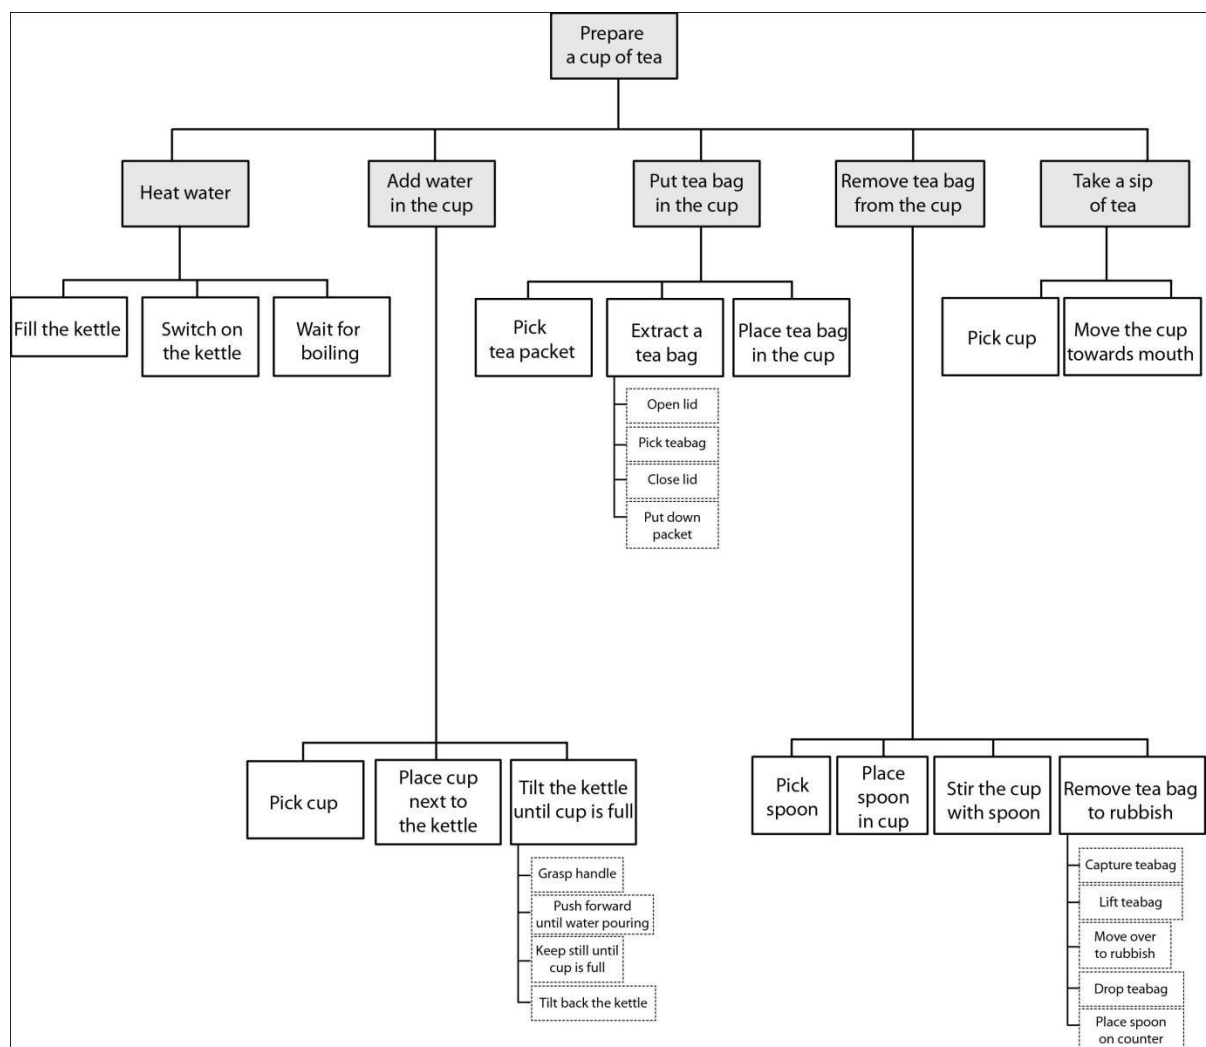 Prepare
a cup of tea
Heat water
Add water
in the cup
Put tea bag
in the cup
Remove tea bag
from the cup
Take a sip
of tea
Fill the kettle
Switch on
the kettle
Wait for
boiling
Pick
tea packet
Extract a
tea bag
Place tea bag
in the cup
Pick cup
Move the cup
towards mouth
Open lid
Pick teabag
Close lid
Put down
packet
Pick cup
Place cup
next to
the kettle
Tilt the kettle
until cup is full
Pick
spoon
Place
spoon
in cup
Stir the cup
with spoon
Remove tea bag
to rubbish
Grasp handle
Push forward
until water pouring
Keep still until
cup is full
Tilt back the kettle
Capture teabag
Lift teabag
Move over
to rubbish
Drop teabag
Place spoon
on counter